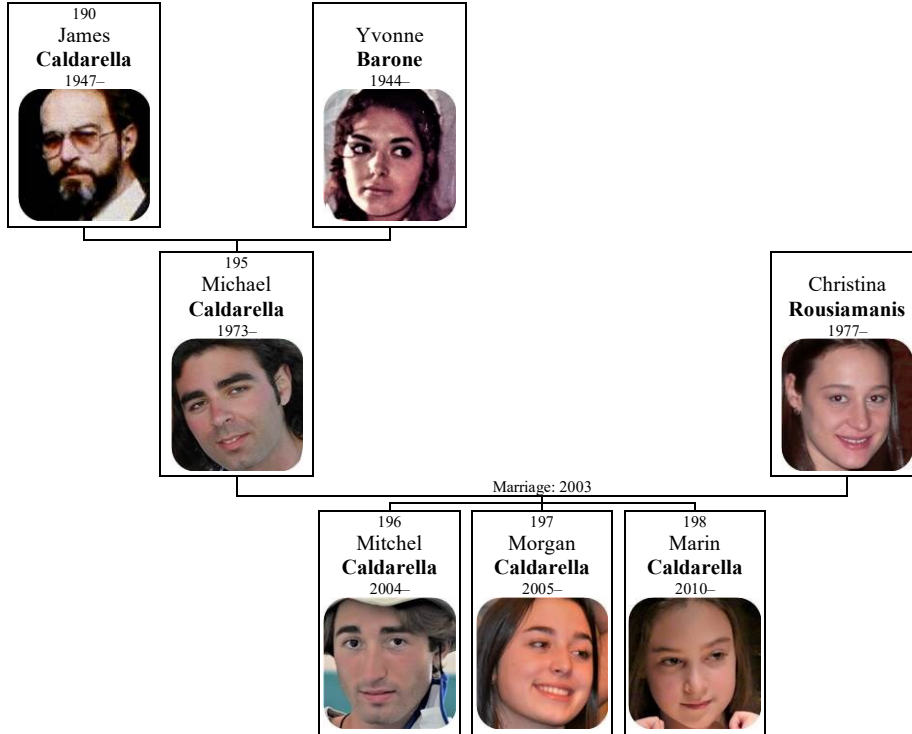 190
James
Caldarella
1947–
Yvonne
Barone
1944–
195
Michael
Caldarella
1973–
Christina
Rousiamanis
1977–
Marriage: 2003
196
Mitchel
Caldarella
2004–
197
Morgan
Caldarella
2005–
198
Marin
Caldarella
2010–